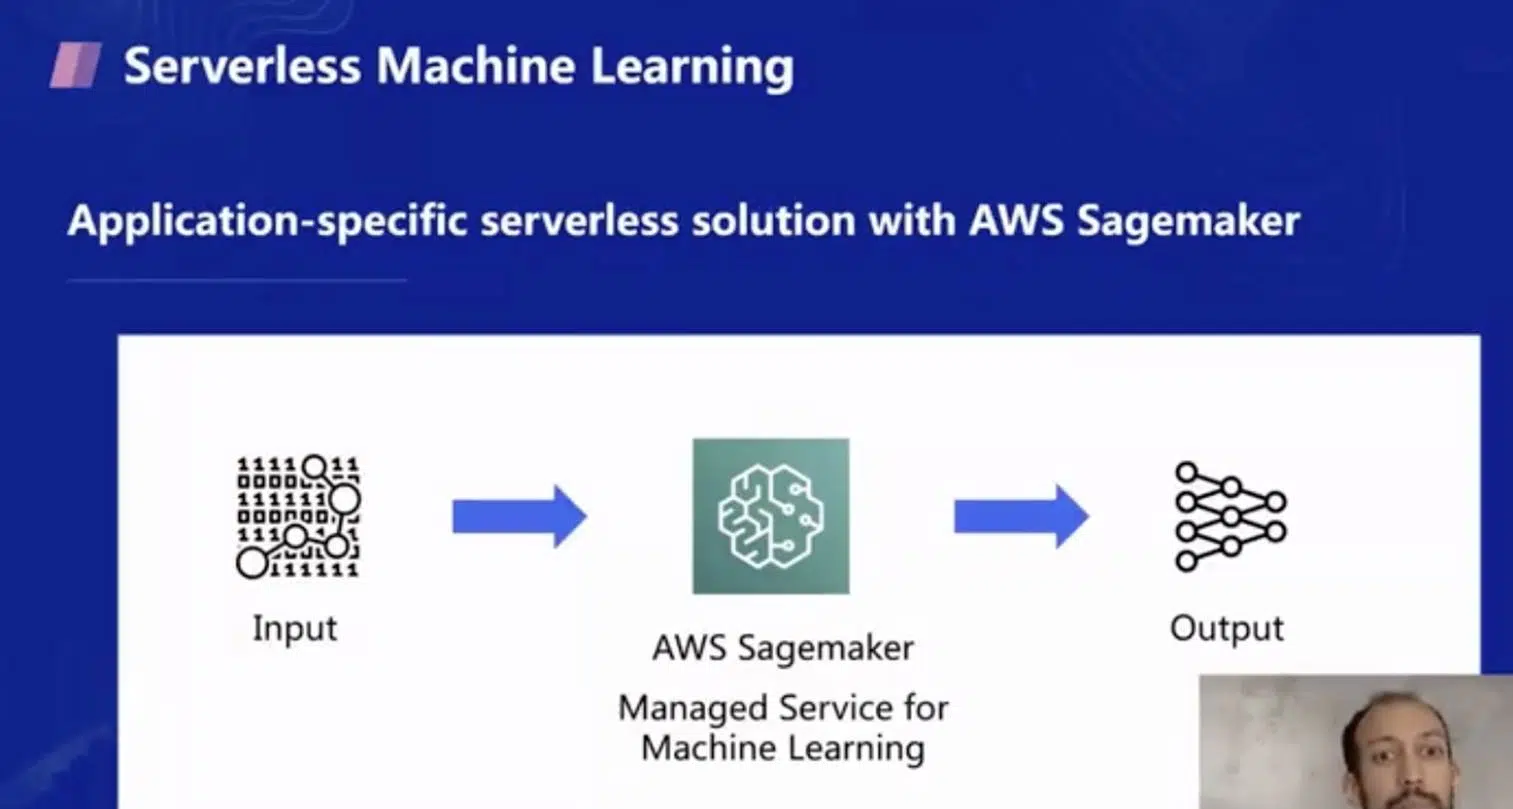 Serverless Machine Learning
Application-specific serverless solution with AWS Sagemaker
Input
AWS Sagemaker
Managed Service for
Machine Learning
Output